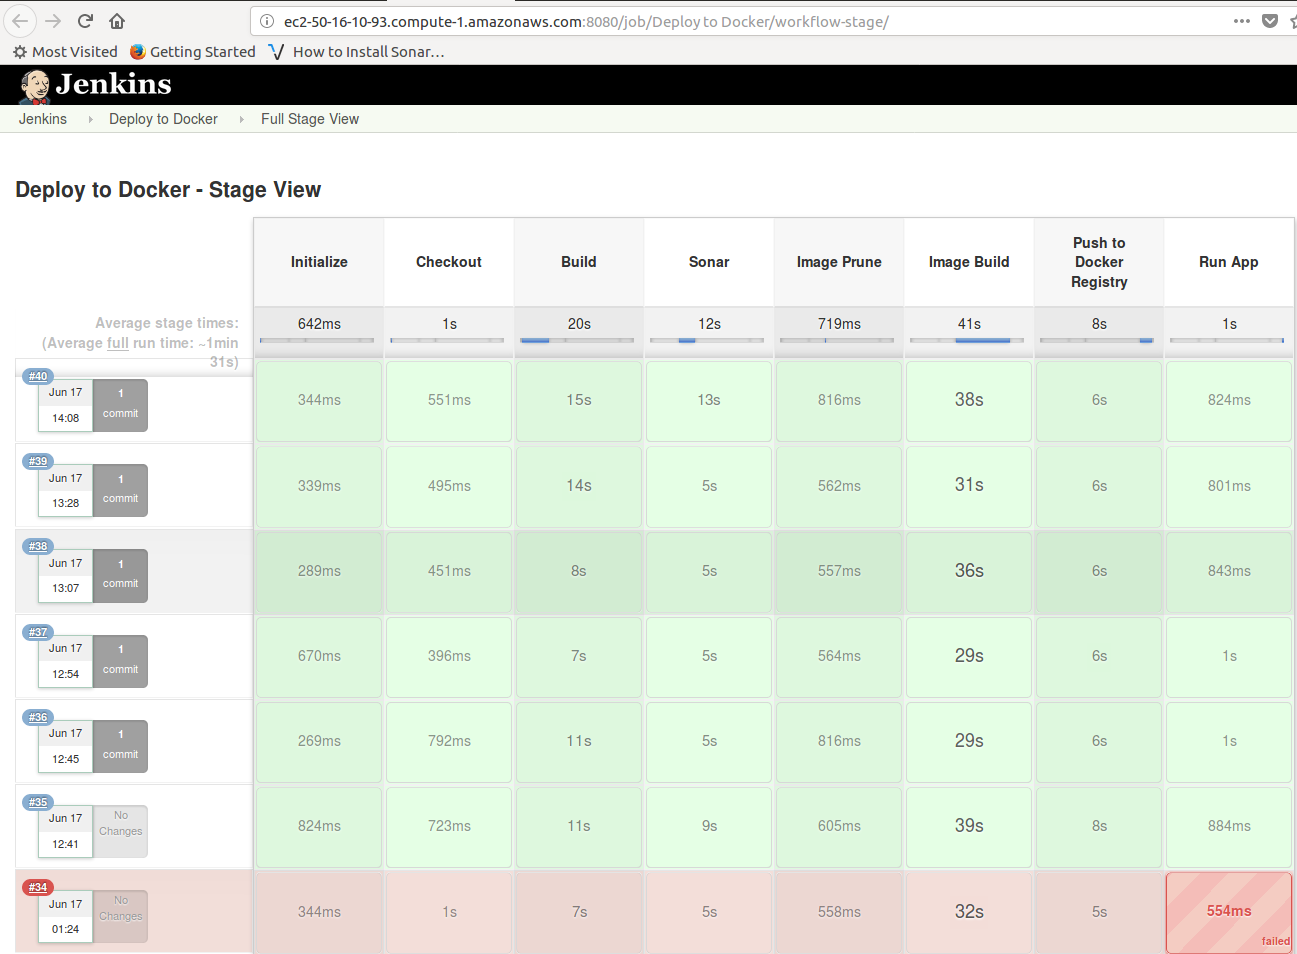 ec2-50-16-10-93.compute-1.amazonaws.com:8080/job/Deploy to Docker/workflow-stage/
Most Visited Getting Started How to Install Sonar...
Jenkins
Jenkins Deploy to Docker Full Stage View
Deploy to Docker - Stage View
Initialize Checkout Build Sonar Image Prune Image Build Push to Docker Registry Run App
Average stage times: 642ms 1s 20s 12s 719ms 41s 8s 1s
(Average full run time: ~1min
31s)
#40
Jun 17 1
14:08 commit
344ms 551ms 15s 13s 816ms 38s 6s 824ms
#39
Jun 17 1
13:28 commit
339ms 495ms 14s 5s 562ms 31s 6s 801ms
#38
Jun 17 1
13:07 commit
289ms 451ms 8s 5s 557ms 36s 6s 843ms
#37
Jun 17 1
12:54 commit
670ms 396ms 7s 5s 564ms 29s 6s 1s
#36
Jun 17 1
12:45 commit
269ms 792ms 11s 5s 816ms 29s 6s 1s
#35
Jun 17 No
12:41 Changes
824ms 723ms 11s 9s 605ms 39s 8s 884ms
#34
Jun 17 No
01:24 Changes
344ms 1s 7s 5s 558ms 32s 5s 554ms
failed